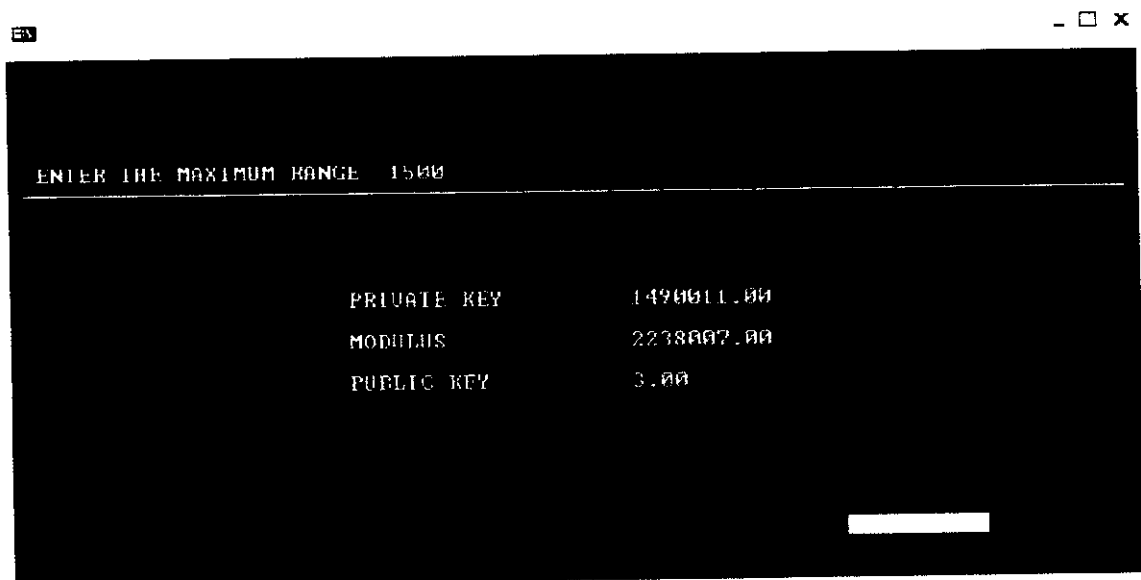 ENTER THE MAXIMUM RANGE 1500
PRIVATE KEY 1490011.00
MODULUS 2238007.00
PUBLIC KEY 3.00